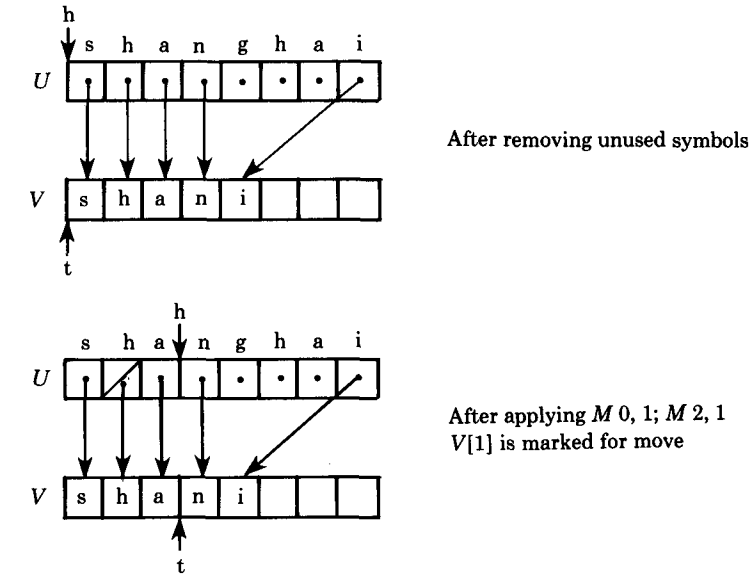 h
s h a n g h a i
U
After removing unused symbols
V s h a n i
t
h
s h a n g h a i
U
After applying M 0, 1; M 2, 1
V[1] is marked for move
V s h a n i
t